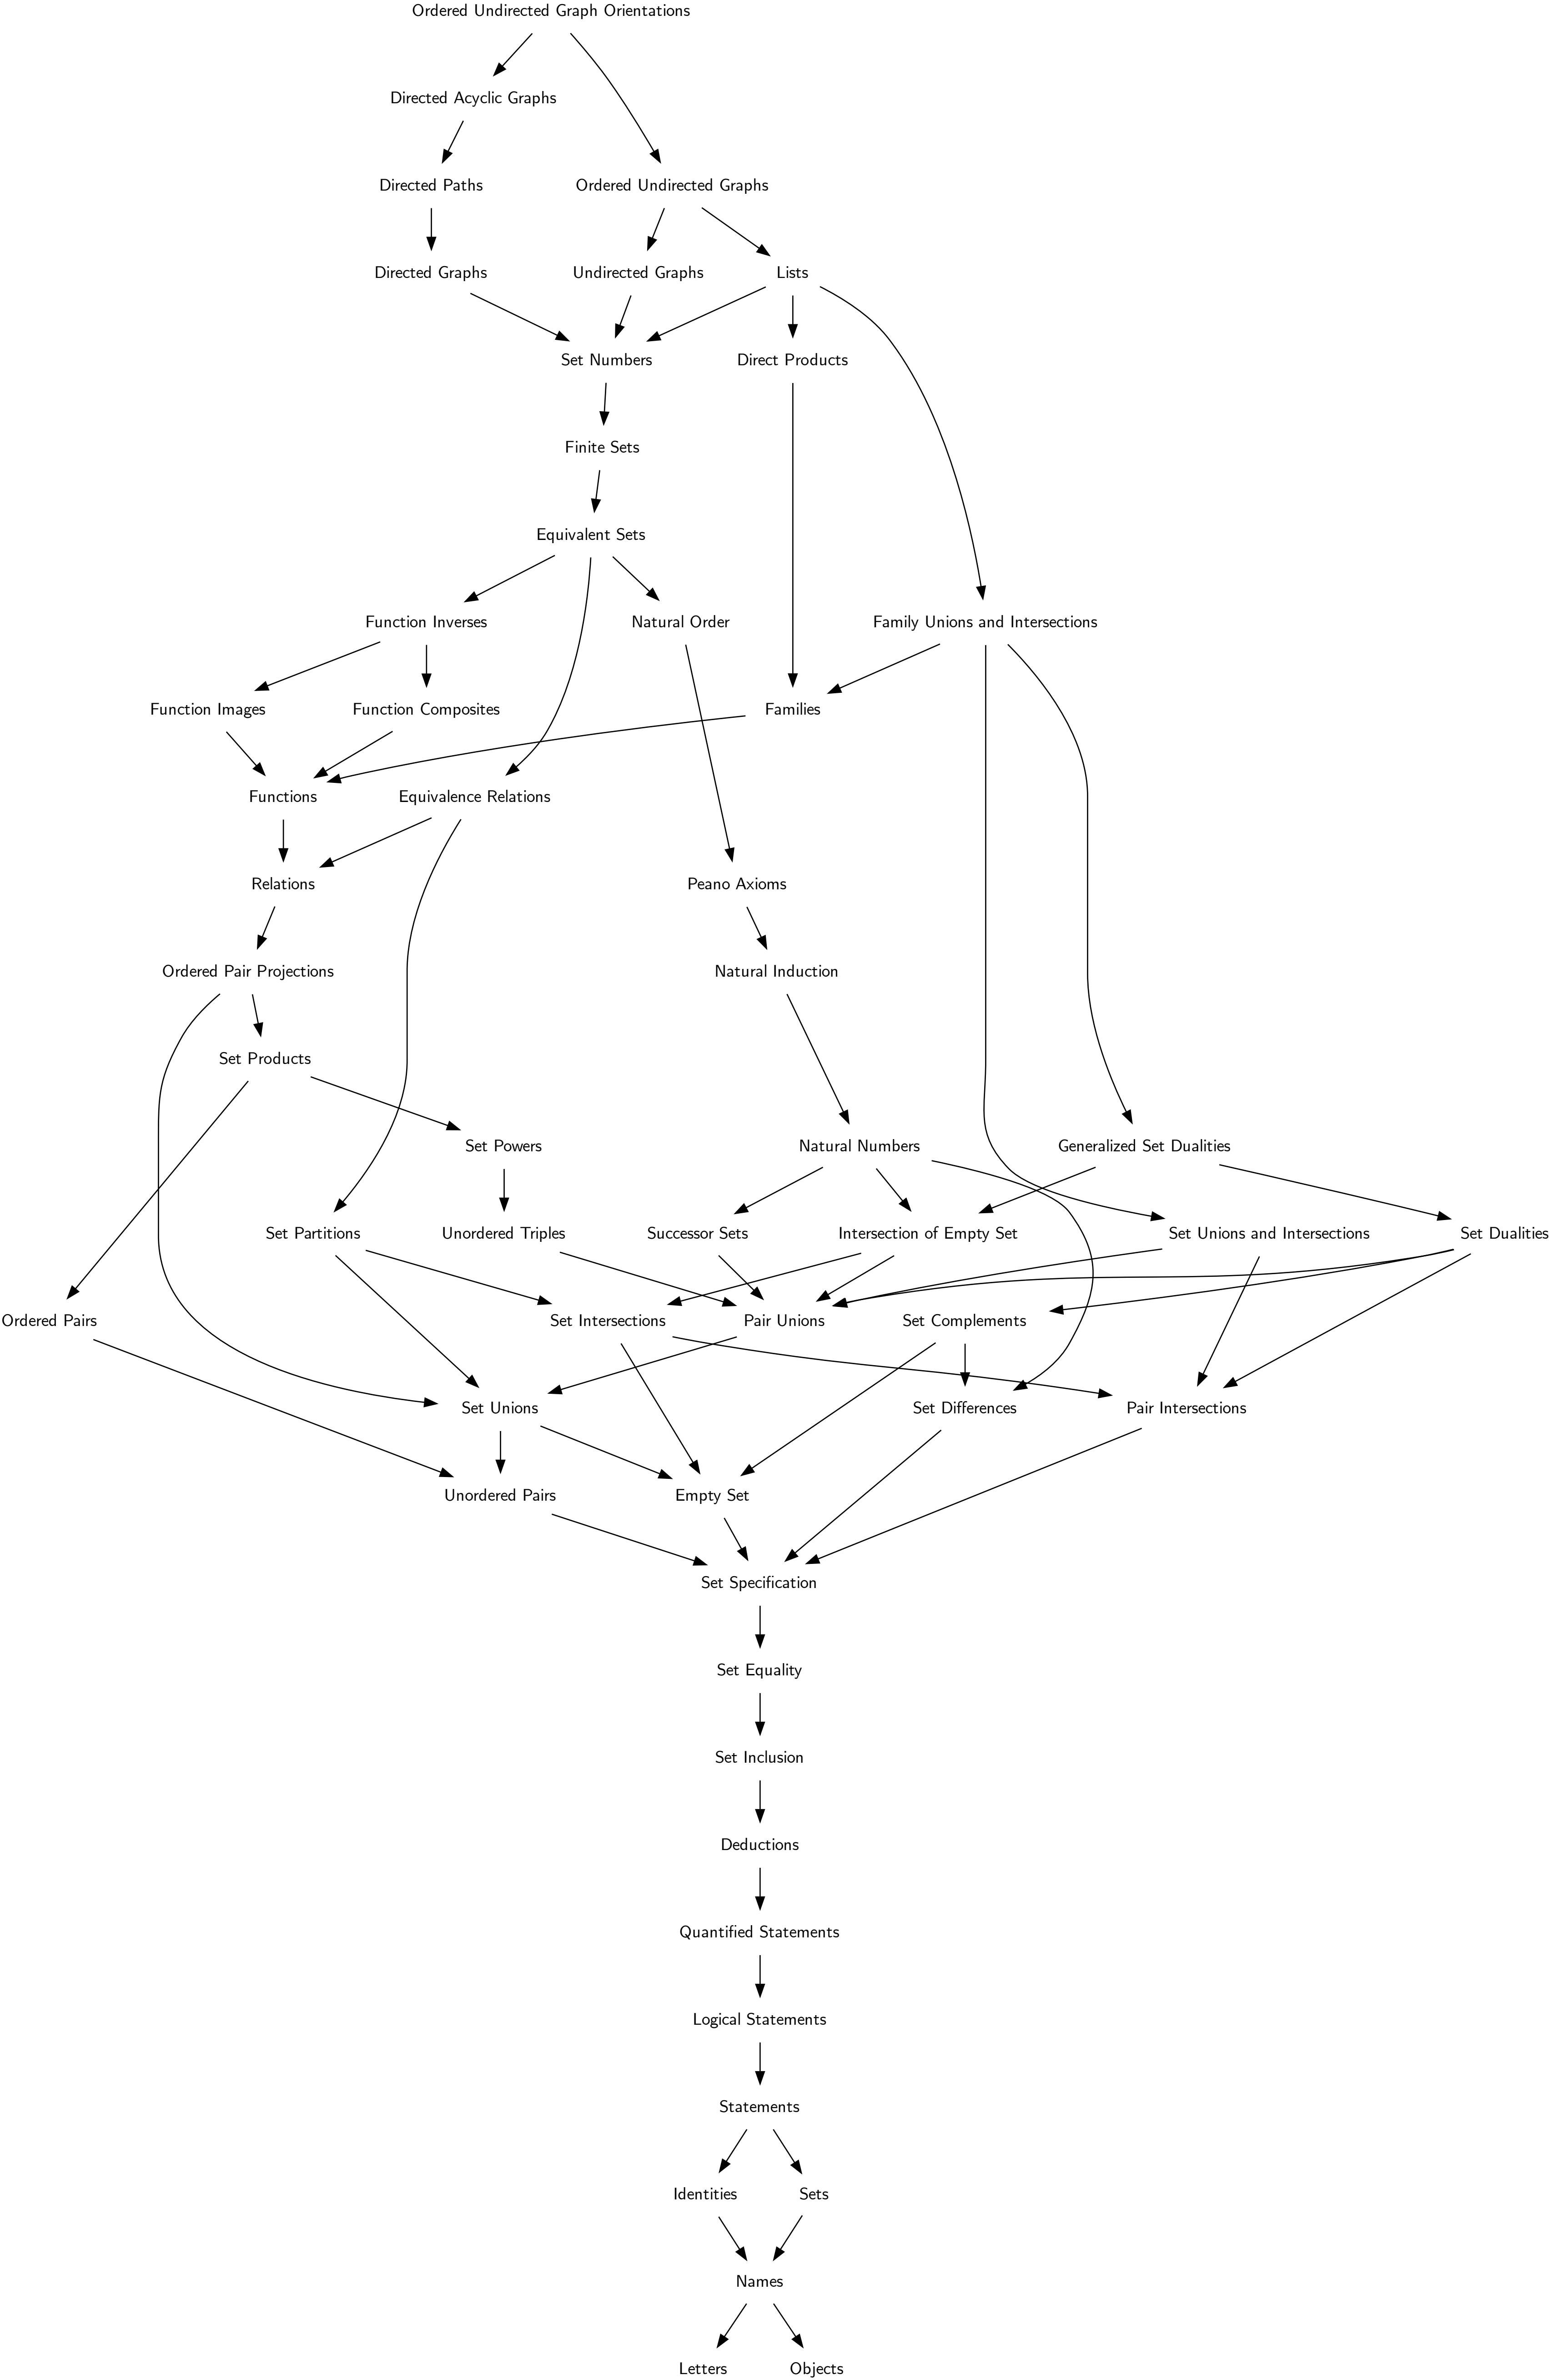 Ordered Undirected Graph Orientations
Directed Acyclic Graphs
Directed Paths
Ordered Undirected Graphs
Directed Graphs
Undirected Graphs
Lists
Set Numbers
Direct Products
Finite Sets
Equivalent Sets
Function Inverses
Natural Order
Family Unions and Intersections
Function Images
Function Composites
Families
Functions
Equivalence Relations
Relations
Peano Axioms
Ordered Pair Projections
Natural Induction
Set Products
Set Powers
Natural Numbers
Generalized Set Dualities
Set Partitions
Unordered Triples
Successor Sets
Intersection of Empty Set
Set Unions and Intersections
Set Dualities
Ordered Pairs
Set Intersections
Pair Unions
Set Complements
Set Unions
Set Differences
Pair Intersections
Unordered Pairs
Empty Set
Set Specification
Set Equality
Set Inclusion
Deductions
Quantified Statements
Logical Statements
Statements
Identities
Sets
Names
Letters
Objects